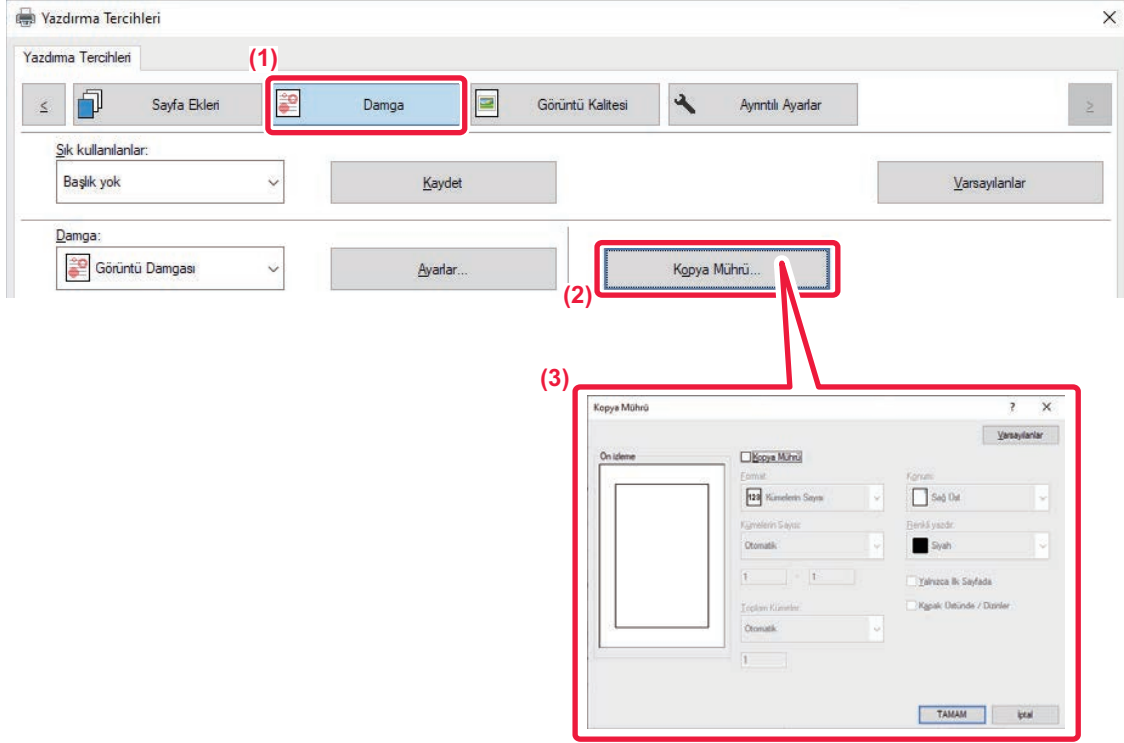 Yazdırma Tercihleri
Yazdırma Tercihleri
(1)
< Sayfa Ekleri Damga Görüntü Kalitesi Ayrıntılı Ayarlar >
Sık kullanılanlar:
Başlık yok Kaydet Varsayılanlar
Damga:
Görüntü Damgası Ayarlar... Kopya Mührü...
(2)
(3)
Kopya Mührü ? X
Varsayılanlar
Ön izleme Kopya Mührü
Format: Konum:
123 Kümelerin Sayısı Sağ Üst
Kümelerin Sayısı: Renkli yazdır:
Otomatik Siyah
1 - 1 Yalnızca İlk Sayfada
Toplam Kümeler: Kapak Üstünde / Dizinler
Otomatik
1
TAMAM İptal